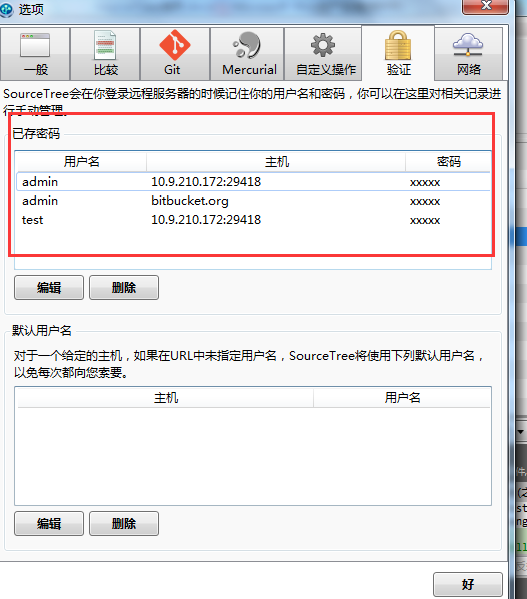 选项
一般 比较 Git Mercurial 自定义操作 验证 网络
SourceTree会在你登录远程服务器的时候记住你的用户名和密码，你可以在这里对相关记录进
行手动管理。
已存密码
用户名 主机 密码
admin 10.9.210.172:29418 xxxxx
admin bitbucket.org xxxxx
test 10.9.210.172:29418 xxxxx
编辑 删除
默认用户名
对于一个给定的主机，如果在URL中未指定用户名，SourceTree将使用下列默认用户名，
以免每次都向您索要。
主机 用户名
编辑 删除
好